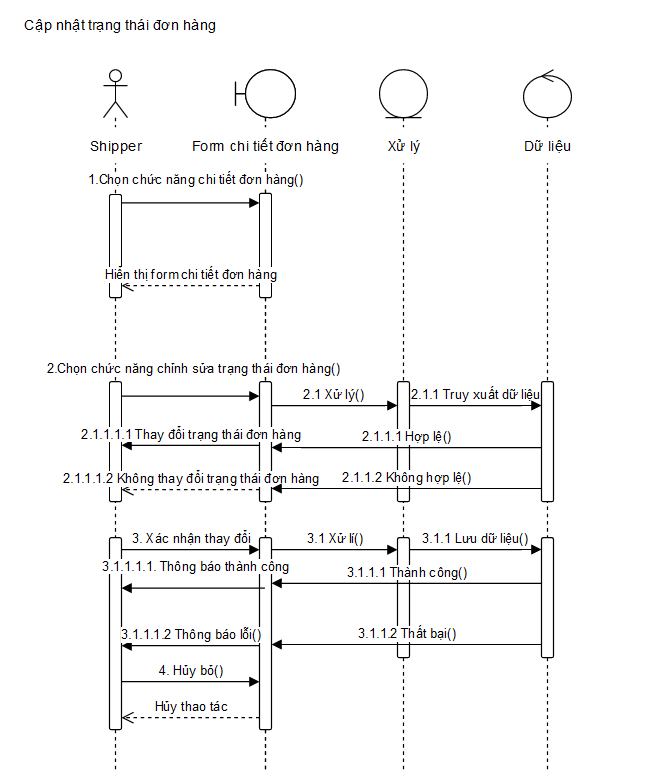 Cập nhật trạng thái đơn hàng
Shipper
Form chi tiết đơn hàng
Xử lý
Dữ liệu
1.Chọn chức năng chi tiết đơn hàng()
Hiển thị form chi tiết đơn hàng
2.Chọn chức năng chỉnh sửa trạng thái đơn hàng()
2.1 Xử lý()
2.1.1 Truy xuất dữ liệu
2.1.1.1.1 Thay đổi trạng thái đơn hàng
2.1.1.1 Hợp lệ()
2.1.1.1.2 Không thay đổi trạng thái đơn hàng
2.1.1.2 Không hợp lệ()
3. Xác nhận thay đổi
3.1 Xử lí()
3.1.1 Lưu dữ liệu()
3.1.1.1.1. Thông báo thành công
3.1.1.1 Thành công()
3.1.1.1.2 Thông báo lỗi()
3.1.1.2 Thất bại()
4. Hủy bỏ()
Hủy thao tác